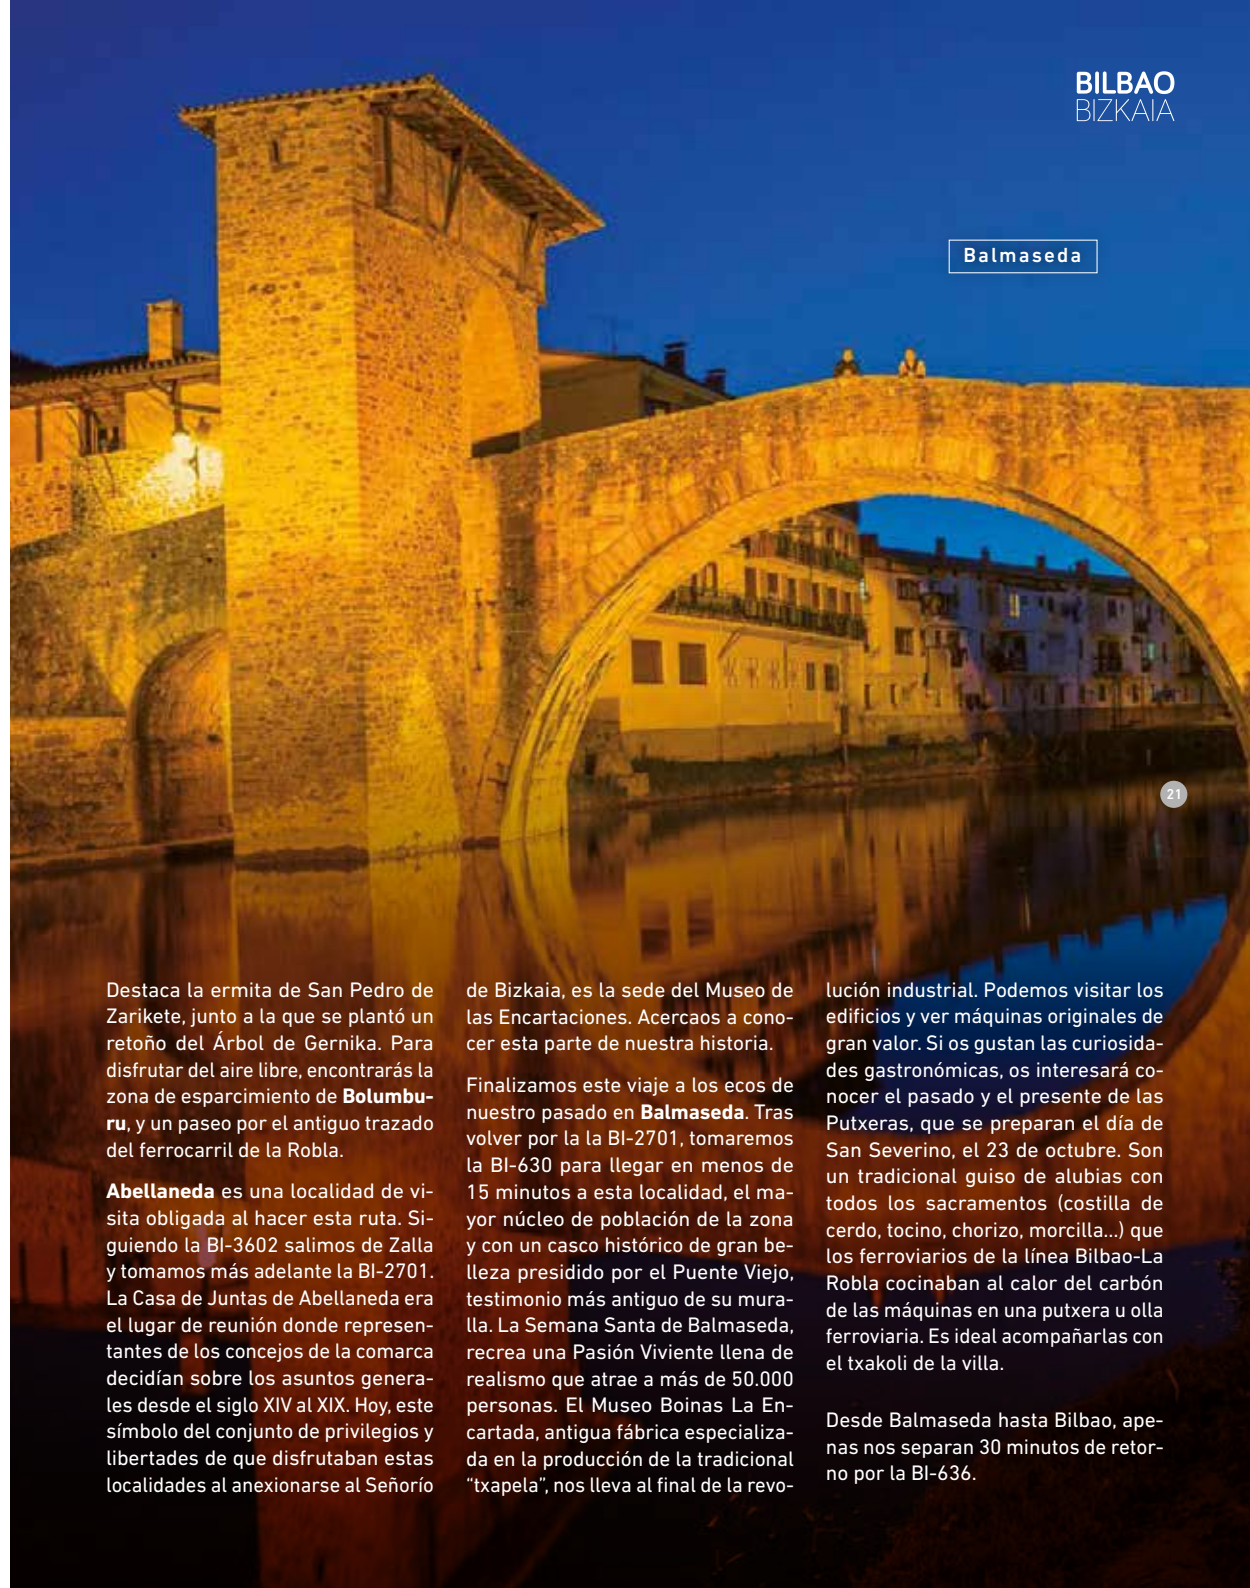 BILBAO
BIZKAIA
Balmaseda
21
Destaca la ermita de San Pedro de
Zarikete, junto a la que se plantó un
retoño del Árbol de Gernika. Para
disfrutar del aire libre, encontrarás la
zona de esparcimiento de Bolumbu-
ru, y un paseo por el antiguo trazado
del ferrocarril de la Robla.
Abellaneda es una localidad de vi-
sita obligada al hacer esta ruta. Si-
guiendo la BI-3602 salimos de Zalla
y tomamos más adelante la BI-2701.
La Casa de Juntas de Abellaneda era
el lugar de reunión donde represen-
tantes de los concejos de la comarca
decidían sobre los asuntos genera-
les desde el siglo XIV al XIX. Hoy, este
símbolo del conjunto de privilegios y
libertades de que disfrutaban estas
localidades al anexionarse al Señorío
de Bizkaia, es la sede del Museo de
las Encartaciones. Acercaos a cono-
cer esta parte de nuestra historia.
Finalizamos este viaje a los ecos de
nuestro pasado en Balmaseda. Tras
volver por la la BI-2701, tomaremos
la BI-630 para llegar en menos de
15 minutos a esta localidad, el ma-
yor núcleo de población de la zona
y con un casco histórico de gran be-
lleza presidido por el Puente Viejo,
testimonio más antiguo de su mura-
lla. La Semana Santa de Balmaseda,
recrea una Pasión Viviente llena de
realismo que atrae a más de 50.000
personas. El Museo Boinas La En-
cartada, antigua fábrica especializa-
da en la producción de la tradicional
“txapela”, nos lleva al final de la revo-
lución industrial. Podemos visitar los
edificios y ver máquinas originales de
gran valor. Si os gustan las curiosida-
des gastronómicas, os interesará co-
nocer el pasado y el presente de las
Putxeras, que se preparan el día de
San Severino, el 23 de octubre. Son
un tradicional guiso de alubias con
todos los sacramentos (costilla de
cerdo, tocino, chorizo, morcilla...) que
los ferroviarios de la línea Bilbao-La
Robla cocinaban al calor del carbón
de las máquinas en una putxera u olla
ferroviaria. Es ideal acompañarlas con
el txakoli de la villa.
Desde Balmaseda hasta Bilbao, ape-
nas nos separan 30 minutos de retor-
no por la BI-636.